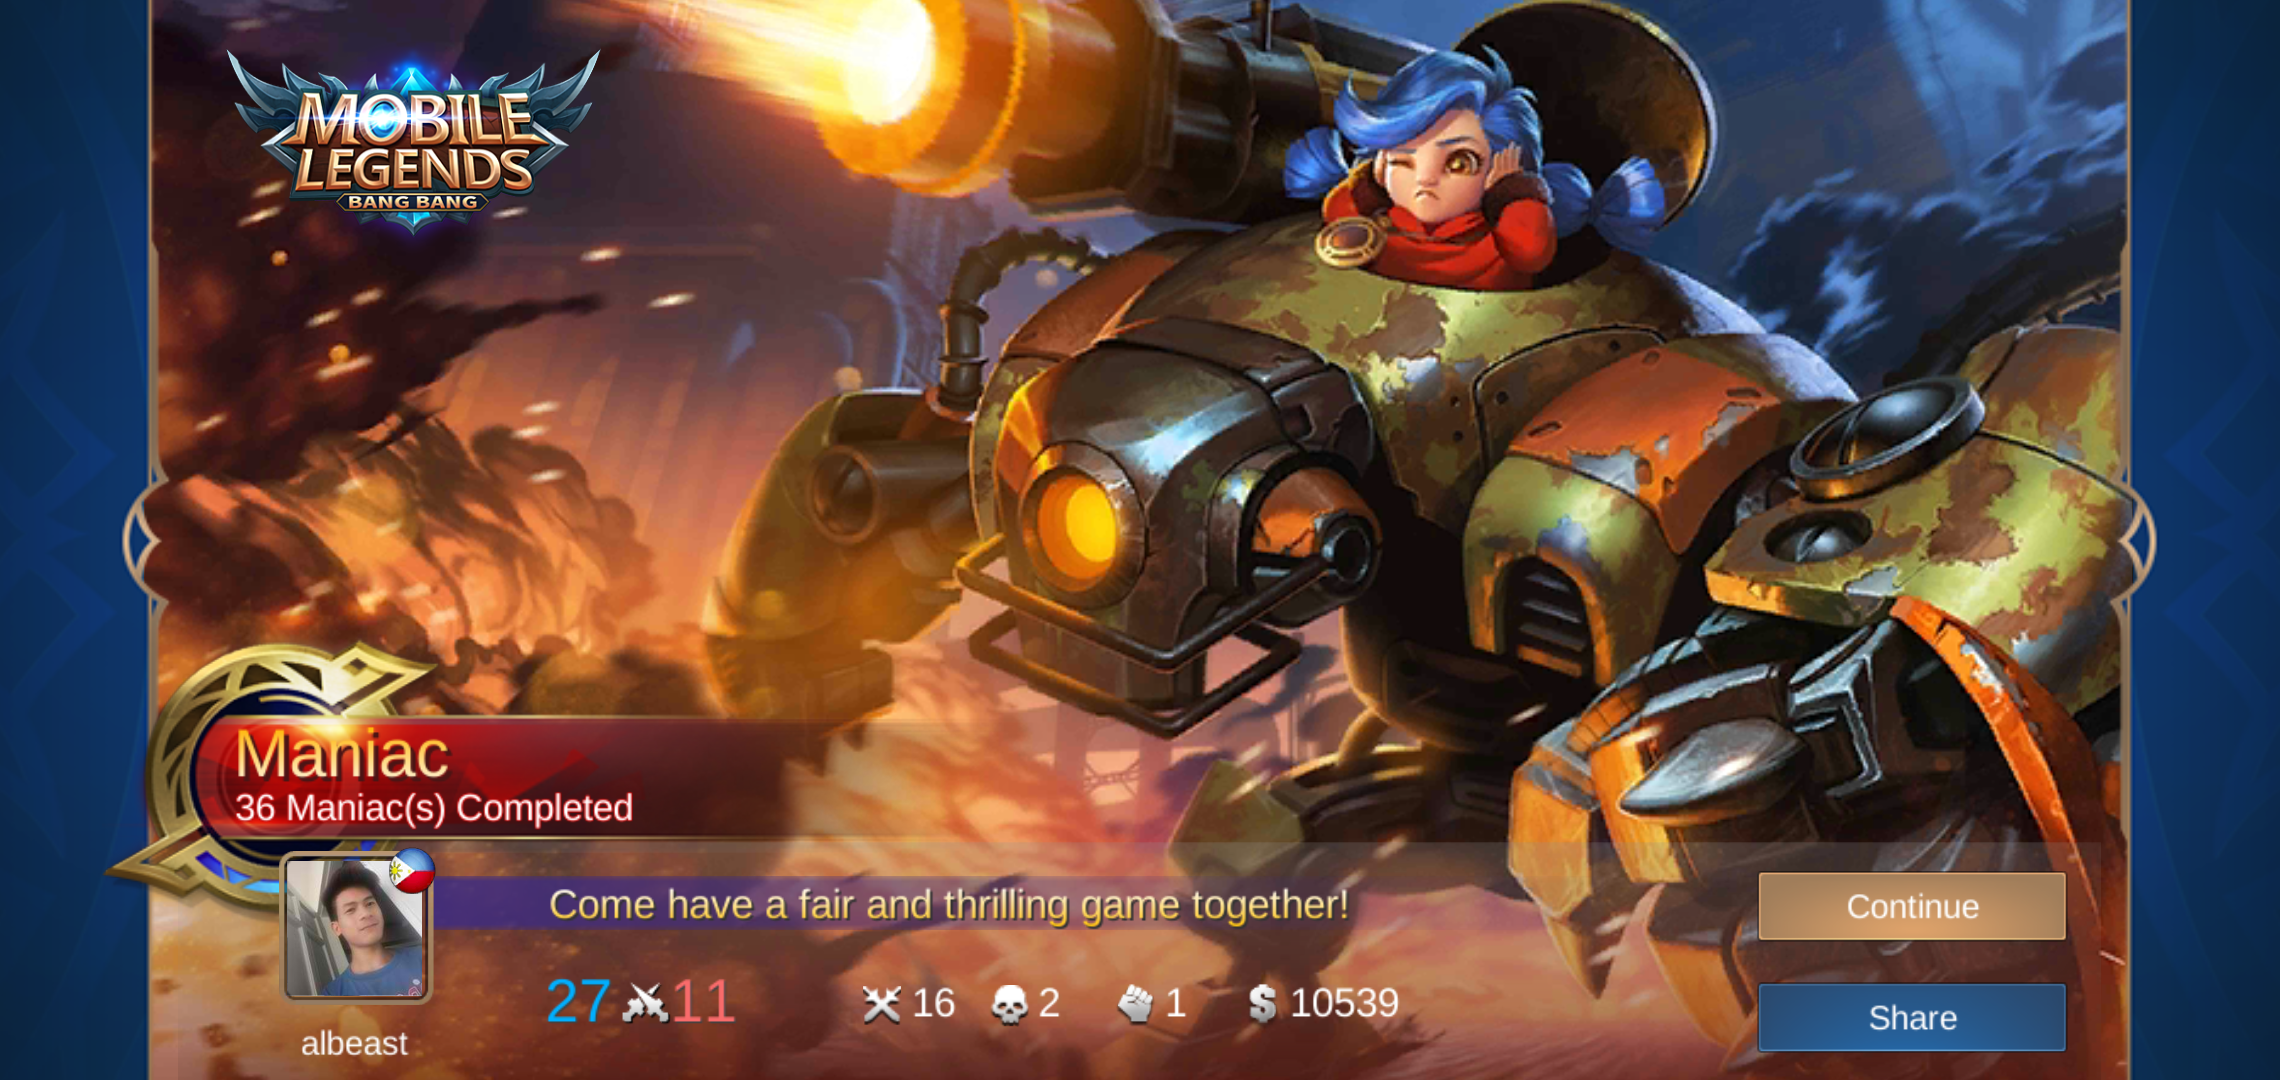 MOBILE
LEGENDS
BANG BANG
Maniac
36 Maniac(s) Completed
Come have a fair and thrilling game together!
Continue
27 11 16 2 1 $ 10539
Share
albeast